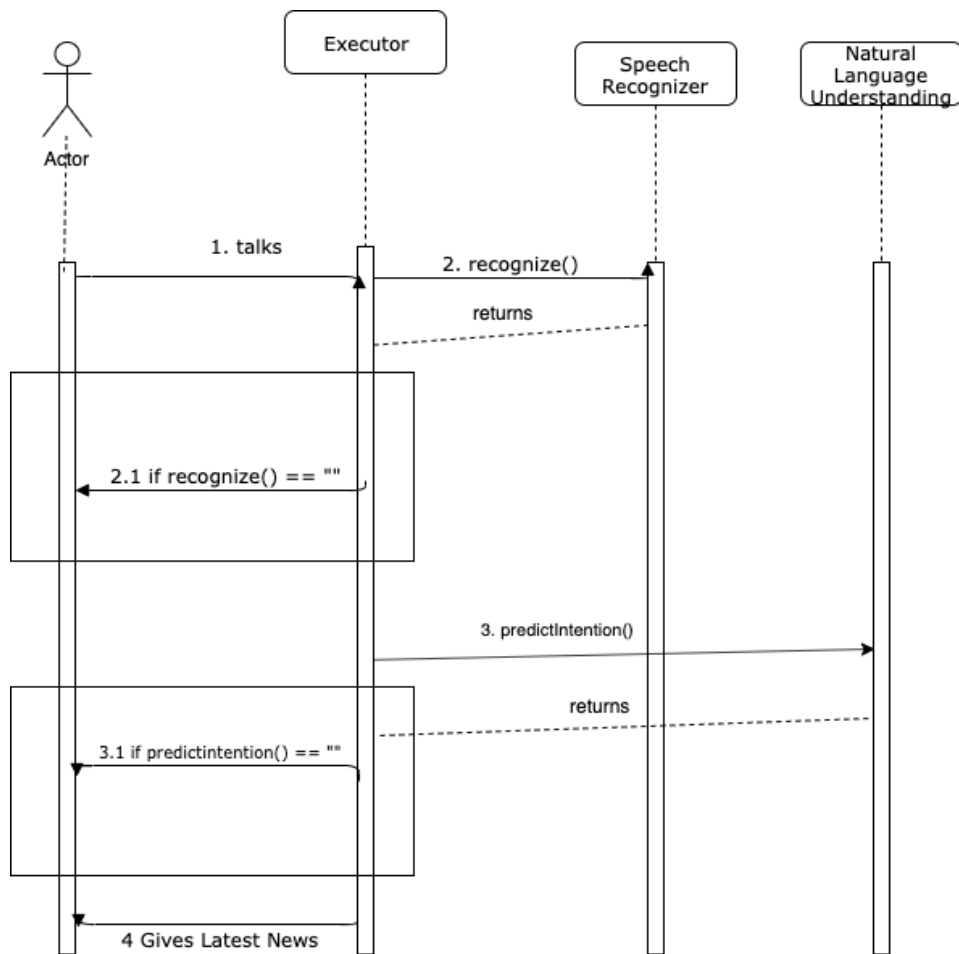 Executor
Speech
Recognizer
Natural
Language
Understanding
Actor
1. talks
2. recognize()
returns
2.1 if recognize() == ""
3. predictIntention()
returns
3.1 if predictintention() == ""
4 Gives Latest News